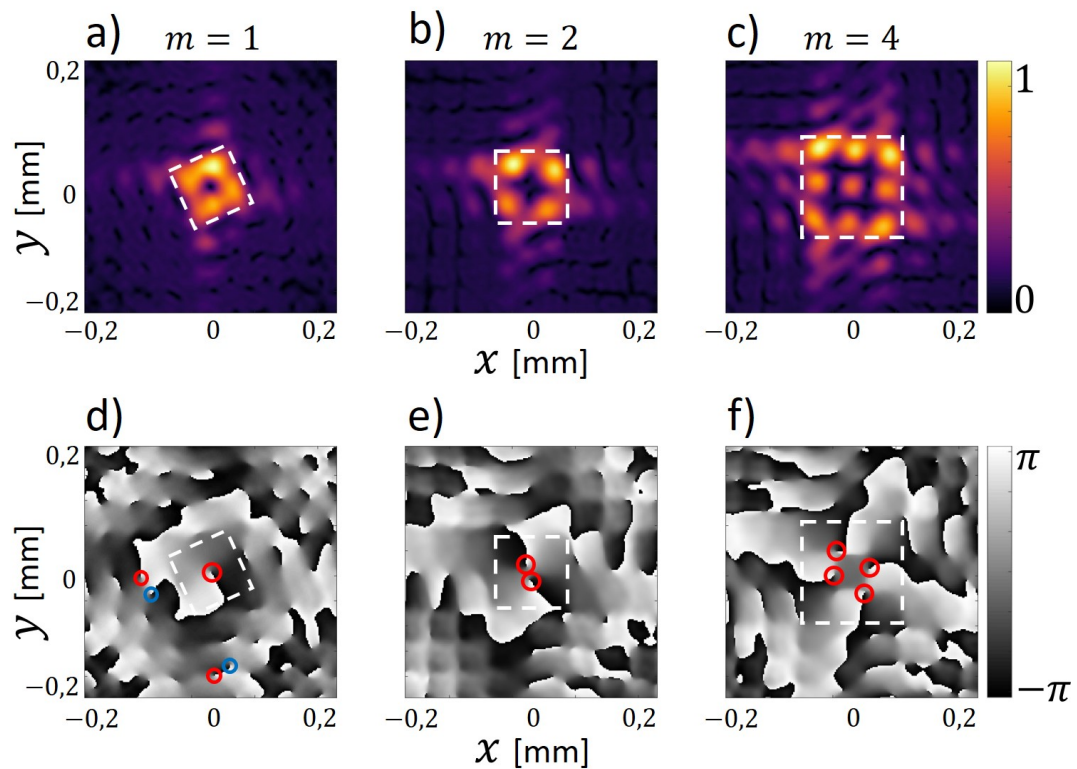 a) m = 1
b) m = 2
c) m = 4
0,2
0
−0,2
y [mm]
1
0
−0,2 0 0,2
−0,2 0 0,2
−0,2 0 0,2
x [mm]
d)
e)
f)
0,2
0
−0,2
y [mm]
π
−π
−0,2 0 0,2
−0,2 0 0,2
−0,2 0 0,2
x [mm]